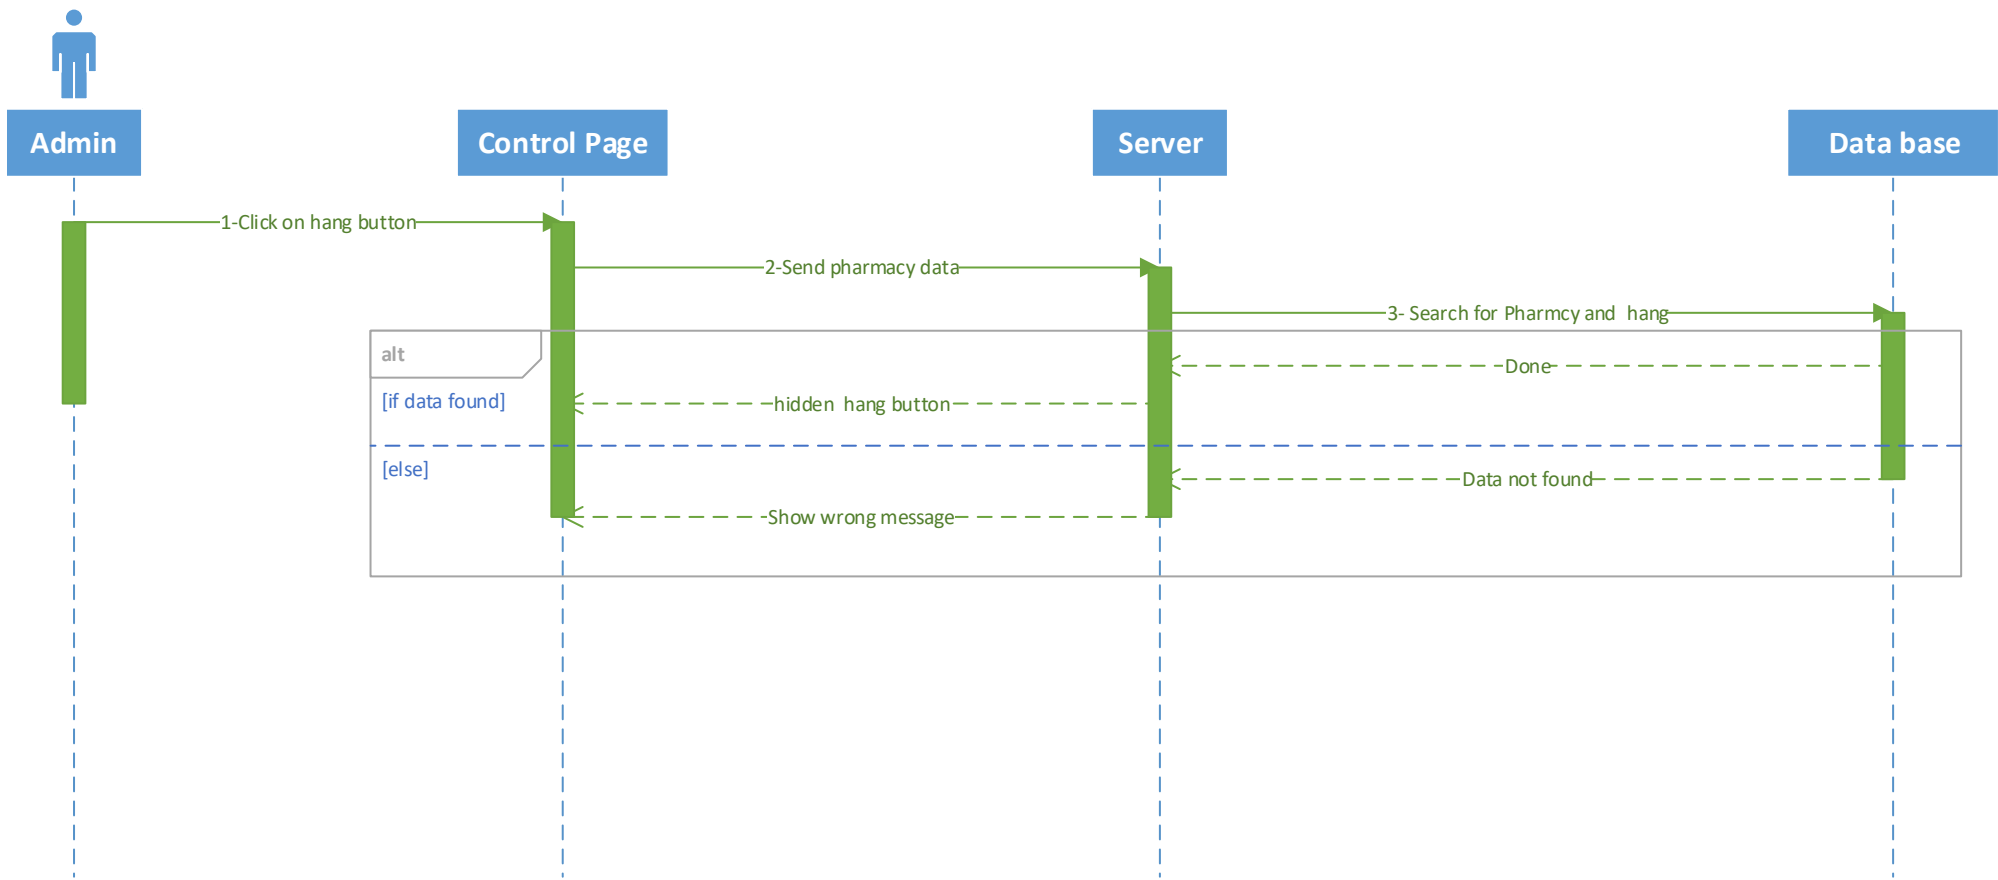 Admin
Control Page
Server
Data base
1-Click on hang button
2-Send pharmacy data
3- Search for Pharmcy and  hang
alt
Done
[if data found]
hidden  hang button
[else]
Data not found
Show wrong message